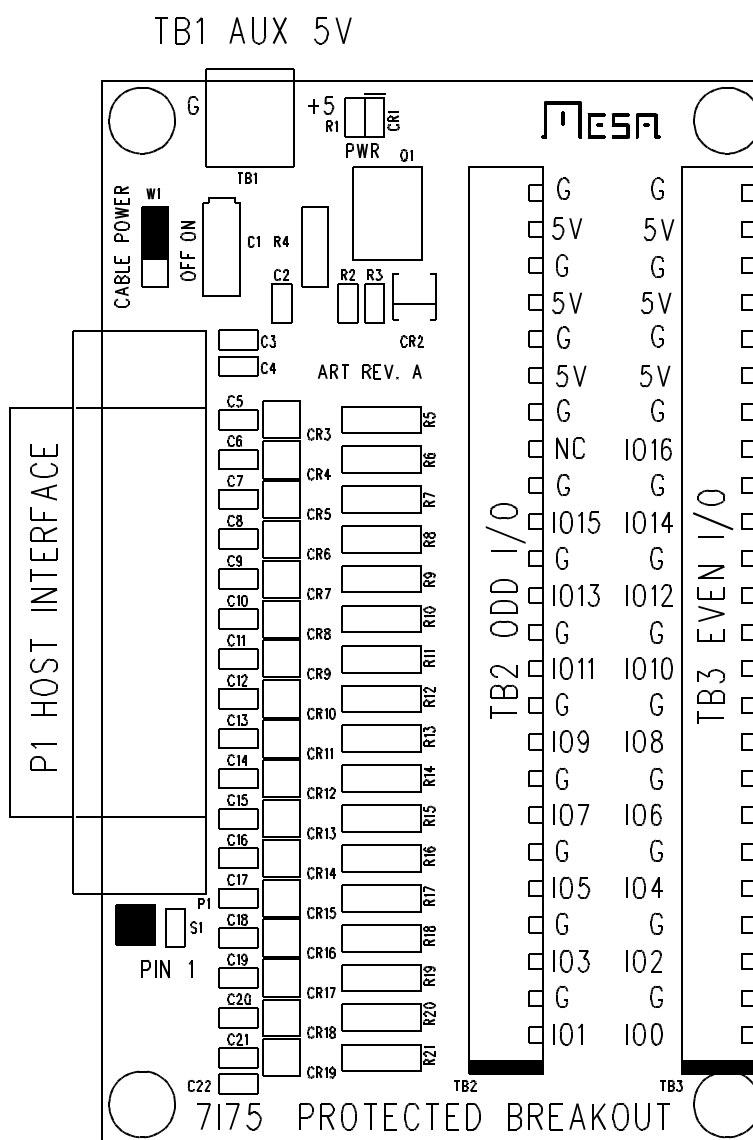 TB1 AUX 5V
G +5
R1 CR1
PWR
MESA
TB1
Q1
CABLE POWER
W1
OFF ON
C1 R4
C2 R2 R3
CR2
C3
C4
ART REV. A
P1 HOST INTERFACE
C5 CR3 R5
C6 CR4 R6
C7 CR5 R7
C8 CR6 R8
C9 CR7 R9
C10 CR8 R10
C11 CR9 R11
C12 CR10 R12
C13 CR11 R13
C14 CR12 R14
C15 CR13 R15
C16 CR14 R16
C17 CR15 R17
C18 CR16 R18
C19 CR17 R19
C20 CR18 R20
C21 CR19 R21
C22
P1
S1
PIN 1
TB2 ODD I/O
G G
5V 5V
G G
5V 5V
G G
5V 5V
G G
NC IO16
G G
IO15 IO14
G G
IO13 IO12
G G
IO11 IO10
G G
IO9 IO8
G G
IO7 IO6
G G
IO5 IO4
G G
IO3 IO2
G G
IO1 IO0
TB3 EVEN I/O
TB2 TB3
7I75 PROTECTED BREAKOUT